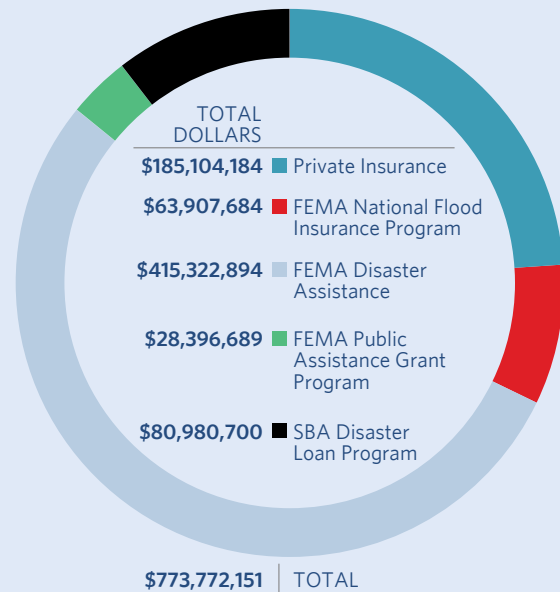 TOTAL
DOLLARS
$185,104,184 Private Insurance
$63,907,684 FEMA National Flood
Insurance Program
$415,322,894 FEMA Disaster
Assistance
$28,396,689 FEMA Public
Assistance Grant
Program
$80,980,700 SBA Disaster
Loan Program
$773,772,151 TOTAL